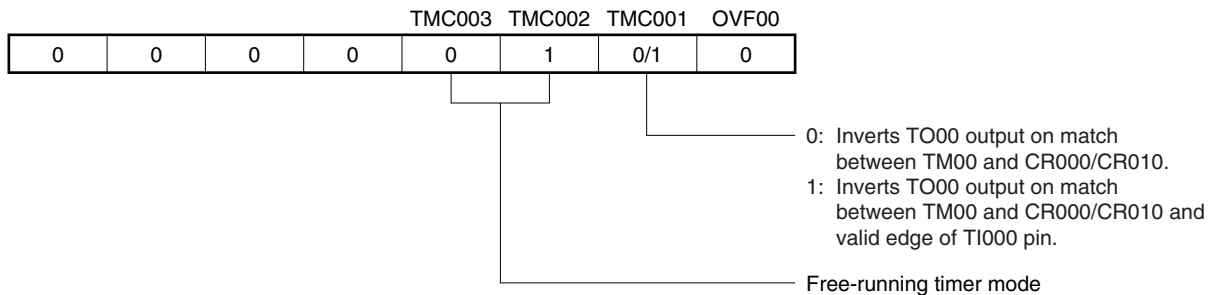 TMC003 TMC002 TMC001 OVF00
0 0 0 0 0 1 0/1 0
0: Inverts TO00 output on match
between TM00 and CR000/CR010.
1: Inverts TO00 output on match
between TM00 and CR000/CR010 and
valid edge of TI000 pin.
Free-running timer mode